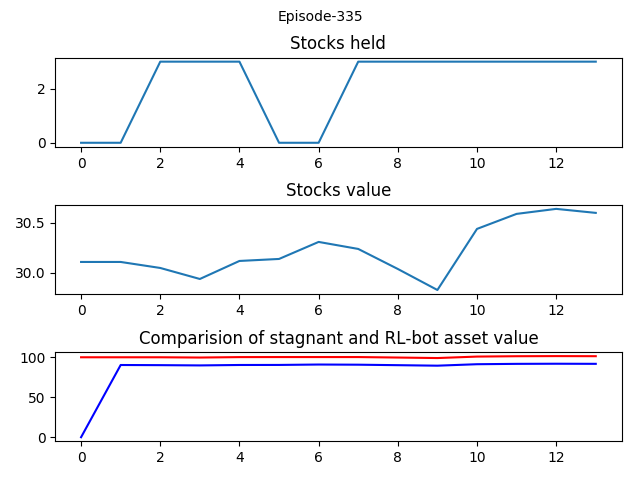 Episode-335
Stocks held
2
0
0 2 4 6 8 10 12
Stocks value
30.5
30.0
0 2 4 6 8 10 12
Comparision of stagnant and RL-bot asset value
100
50
0
0 2 4 6 8 10 12